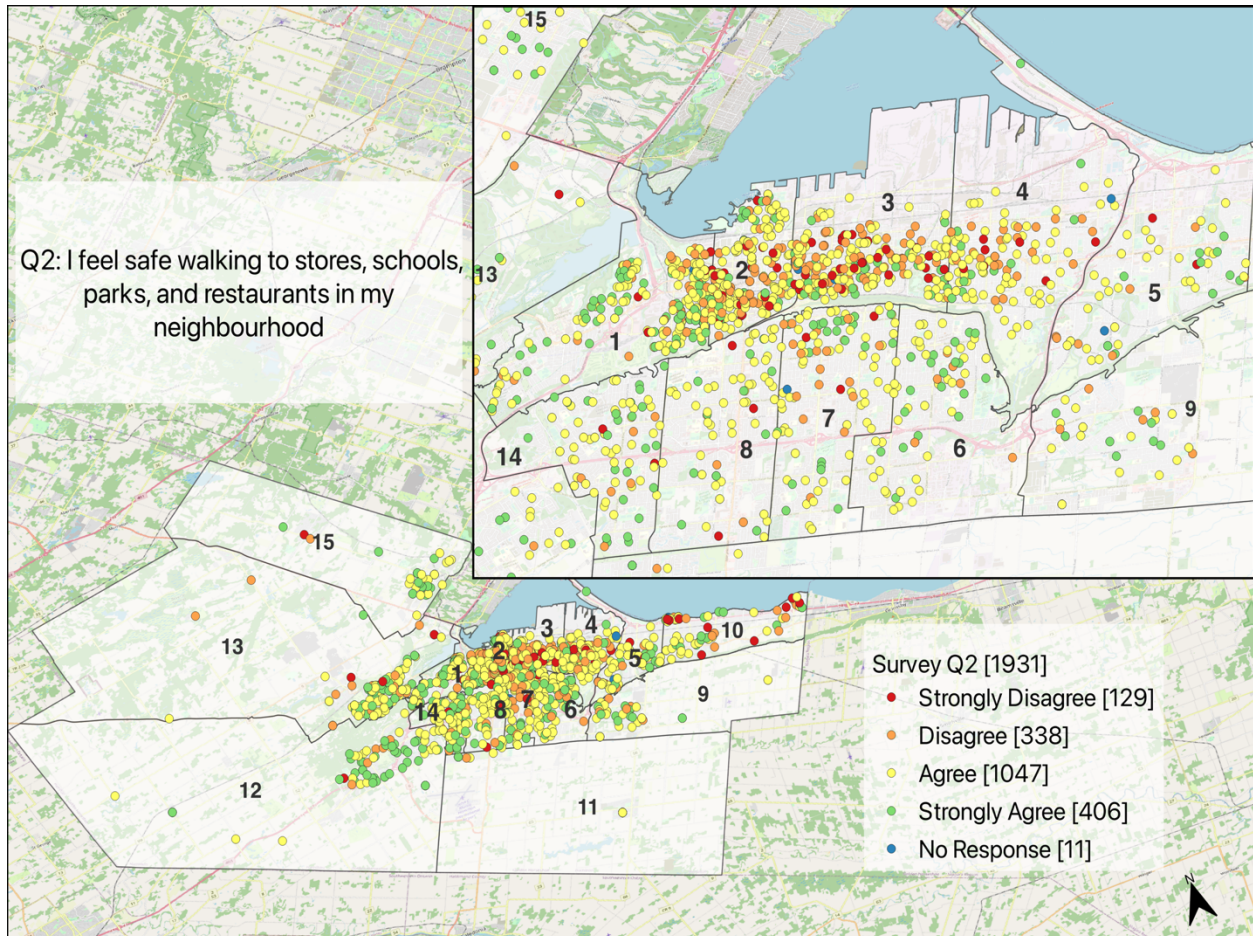 Q2: I feel safe walking to stores, schools,
parks, and restaurants in my
neighbourhood
15
13
3
4
2
5
1
7
9
14
8
6
15
13
3
4
10
2
5
1
9
14
8
7
6
12
11
Survey Q2 [1931]
Strongly Disagree [129]
Disagree [338]
Agree [1047]
Strongly Agree [406]
No Response [11]
N